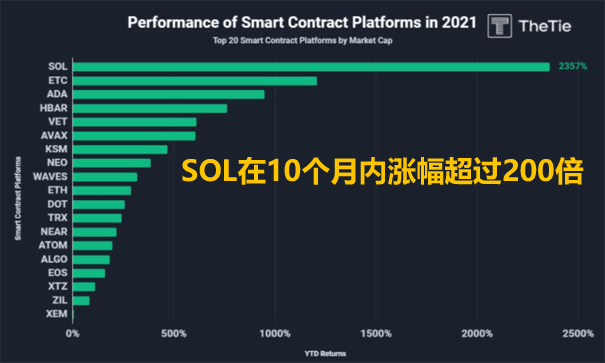 Performance of Smart Contract Platforms in 2021
TheTie
Top 20 Smart Contract Platforms by Market Cap
Smart Contract Platforms
SOL
2357%
ETC
ADA
HBAR
VET
AVAX
KSM
NEO
WAVES
ETH
DOT
TRX
NEAR
ATOM
ALGO
EOS
XTZ
ZIL
XEM
SOL在10个月内涨幅超过200倍
0%
500%
1000%
1500%
2000%
2500%
YTD Returns